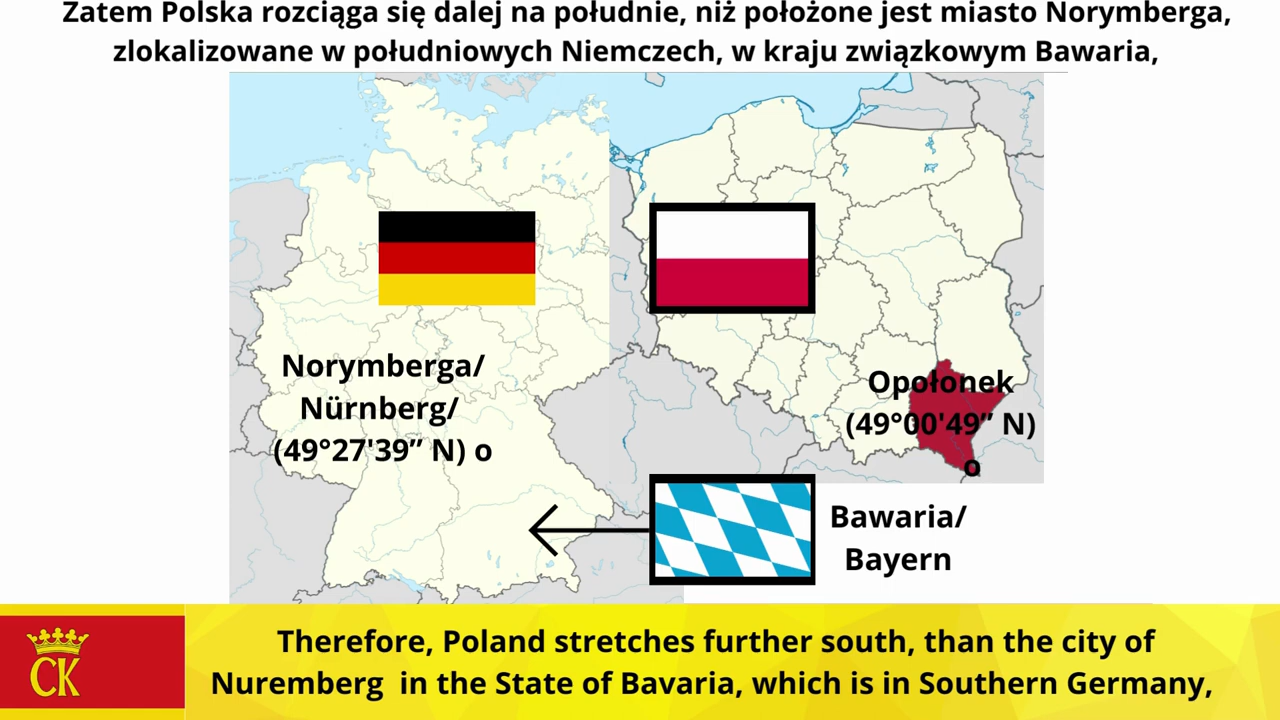 Zatem Polska rozciąga się dalej na południe, niż położone jest miasto Norymberga,
zlokalizowane w południowych Niemczech, w kraju związkowym Bawaria,
Norymberga/
Nürnberg/
(49°27'39” N) o
Opołonek
(49°00'49” N)
o
Bawaria/
Bayern
CK
Therefore, Poland stretches further south, than the city of
Nuremberg  in the State of Bavaria, which is in Southern Germany,